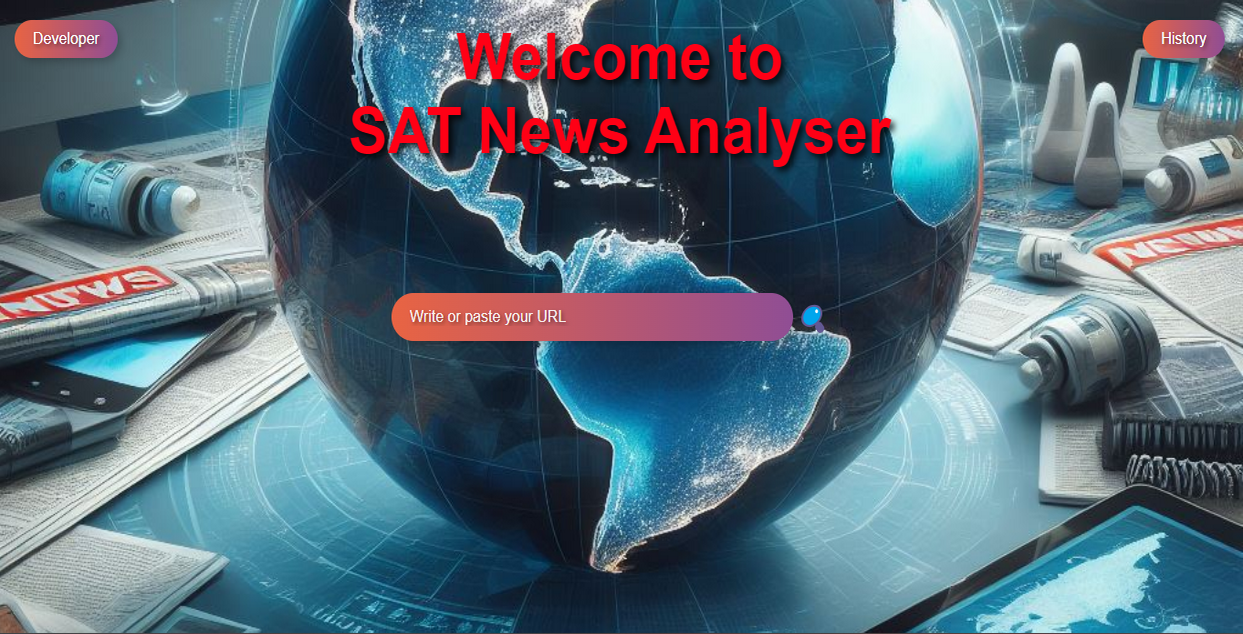 Developer
History
Welcome to
SAT News Analyser
Write or paste your URL